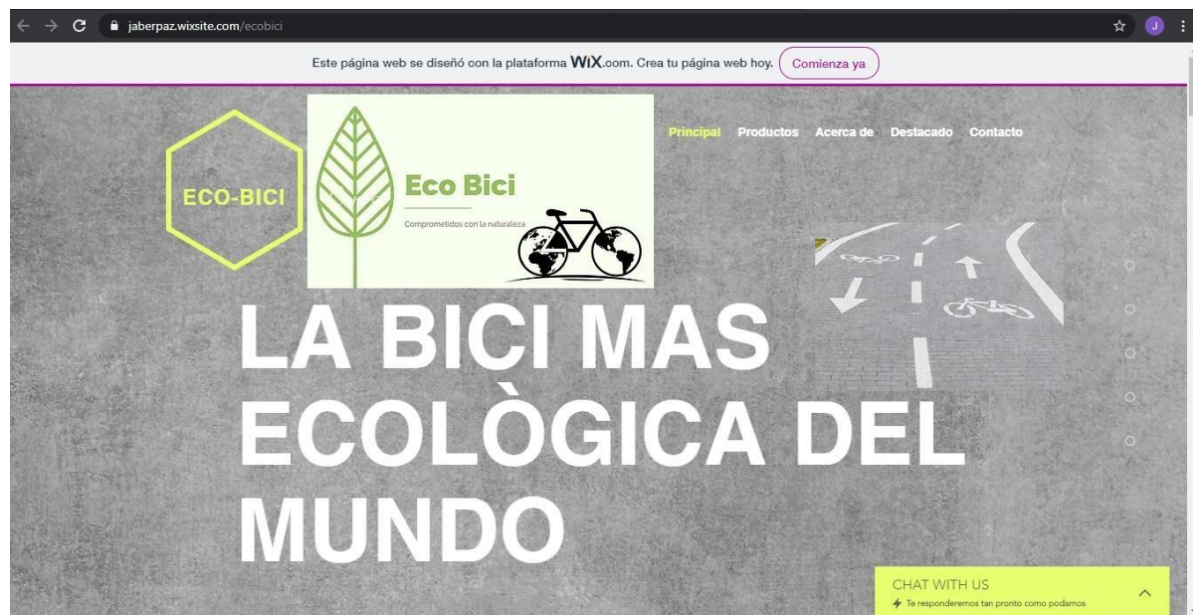 jaberpaz.wixsite.com/ecobici
J
Este página web se diseñó con la plataforma WiX.com. Crea tu página web hoy. Comienza ya
ECO-BICI
Eco Bici
Comprometidos con la naturaleza
Principal Productos Acerca de Destacado Contacto
LA BICI MAS
ECOLÒGICA DEL
MUNDO
CHAT WITH US
Te responderemos tan pronto como podamos